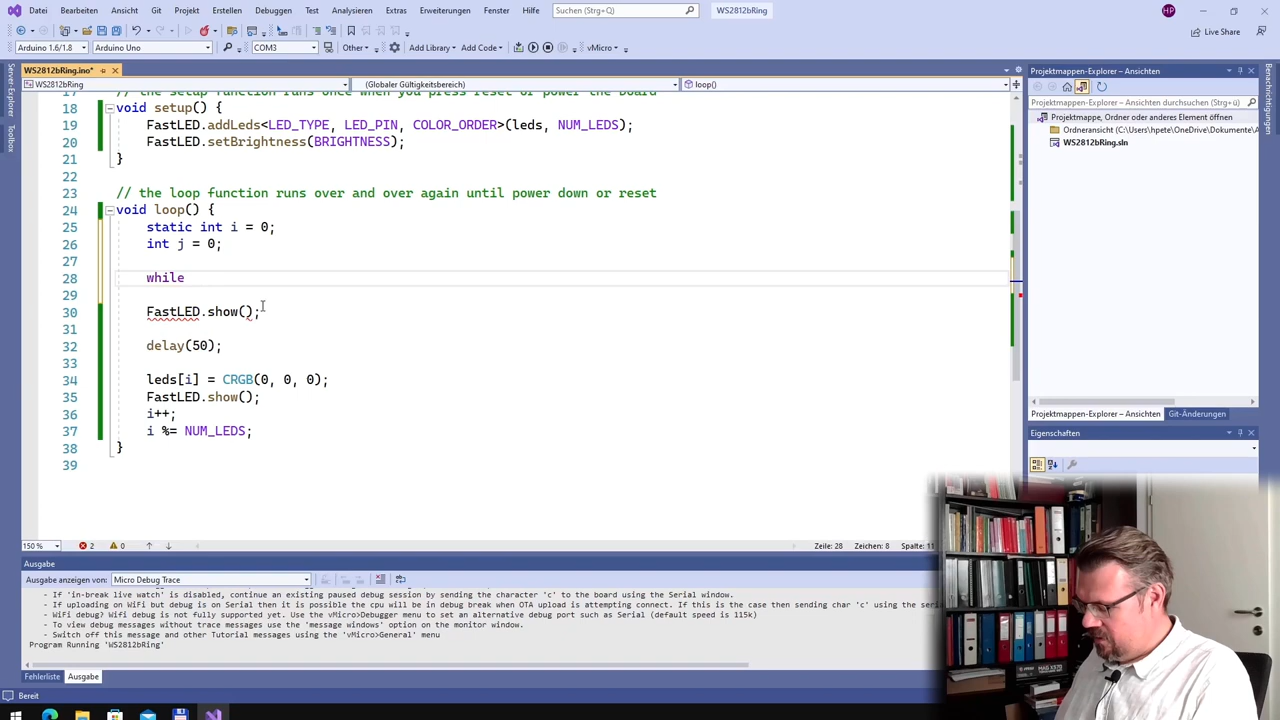 Datei Bearbeiten Ansicht Git Projekt Erstellen Debuggen Test Analysieren Extras Erweiterungen Fenster Hilfe Suchen (Strg+Q) WS2812bRing HP
Live Share
Arduino 1.6/1.8 Arduino Uno COM3 Other Add Library Add Code vMicro
WS2812bRing.ino*
WS2812bRing (Globaler Gültigkeitsbereich) loop()
Server-Explorer
Toolbox
17 // the setup function runs once when you press reset or power the board
18 void setup() {
19 FastLED.addLeds<LED_TYPE, LED_PIN, COLOR_ORDER>(leds, NUM_LEDS);
20 FastLED.setBrightness(BRIGHTNESS);
21 }
22
23 // the loop function runs over and over again until power down or reset
24 void loop() {
25 static int i = 0;
26 int j = 0;
27
28 while
29
30 FastLED.show();
31
32 delay(50);
33
34 leds[i] = CRGB(0, 0, 0);
35 FastLED.show();
36 i++;
37 i %= NUM_LEDS;
38 }
39
150 % 2 0 Zeile: 28 Zeichen: 8 Spalte: 11
Projektmappen-Explorer – Ansichten
Projektmappen-Explorer – Ansichten durchsuchen (Strg+ü)
Projektmappe, Ordner oder anderes Element öffnen
Ordneransicht (C:\Users\hpete\OneDrive\Dokumente\A
WS2812bRing.sln
Projektmappen-Explorer – Ansichten Git-Änderungen
Eigenschaften
Benachrichtigungen
Ausgabe
Ausgabe anzeigen von: Micro Debug Trace
- If 'in-break live watch' is disabled, continue an existing paused debug session by sending the character 'c' to the board using the Serial window.
- If uploading on WiFi but debug is on Serial then it is possible the cpu will be in debug break when OTA upload is attempting connect. If this is the case then sending char 'c' using the seria
- WiFi debug? Wifi debug is not fully supported yet. Use the vMicro>Debugger menu to set an alternative debug port such as Serial (default speed is 115k)
- To view debug messages without trace messages use the 'message windows' option on the monitor window.
- Switch off this message and other Tutorial messages using the 'vMicro>General' menu
Program Running 'WS2812bRing'
Fehlerliste Ausgabe
Bereit